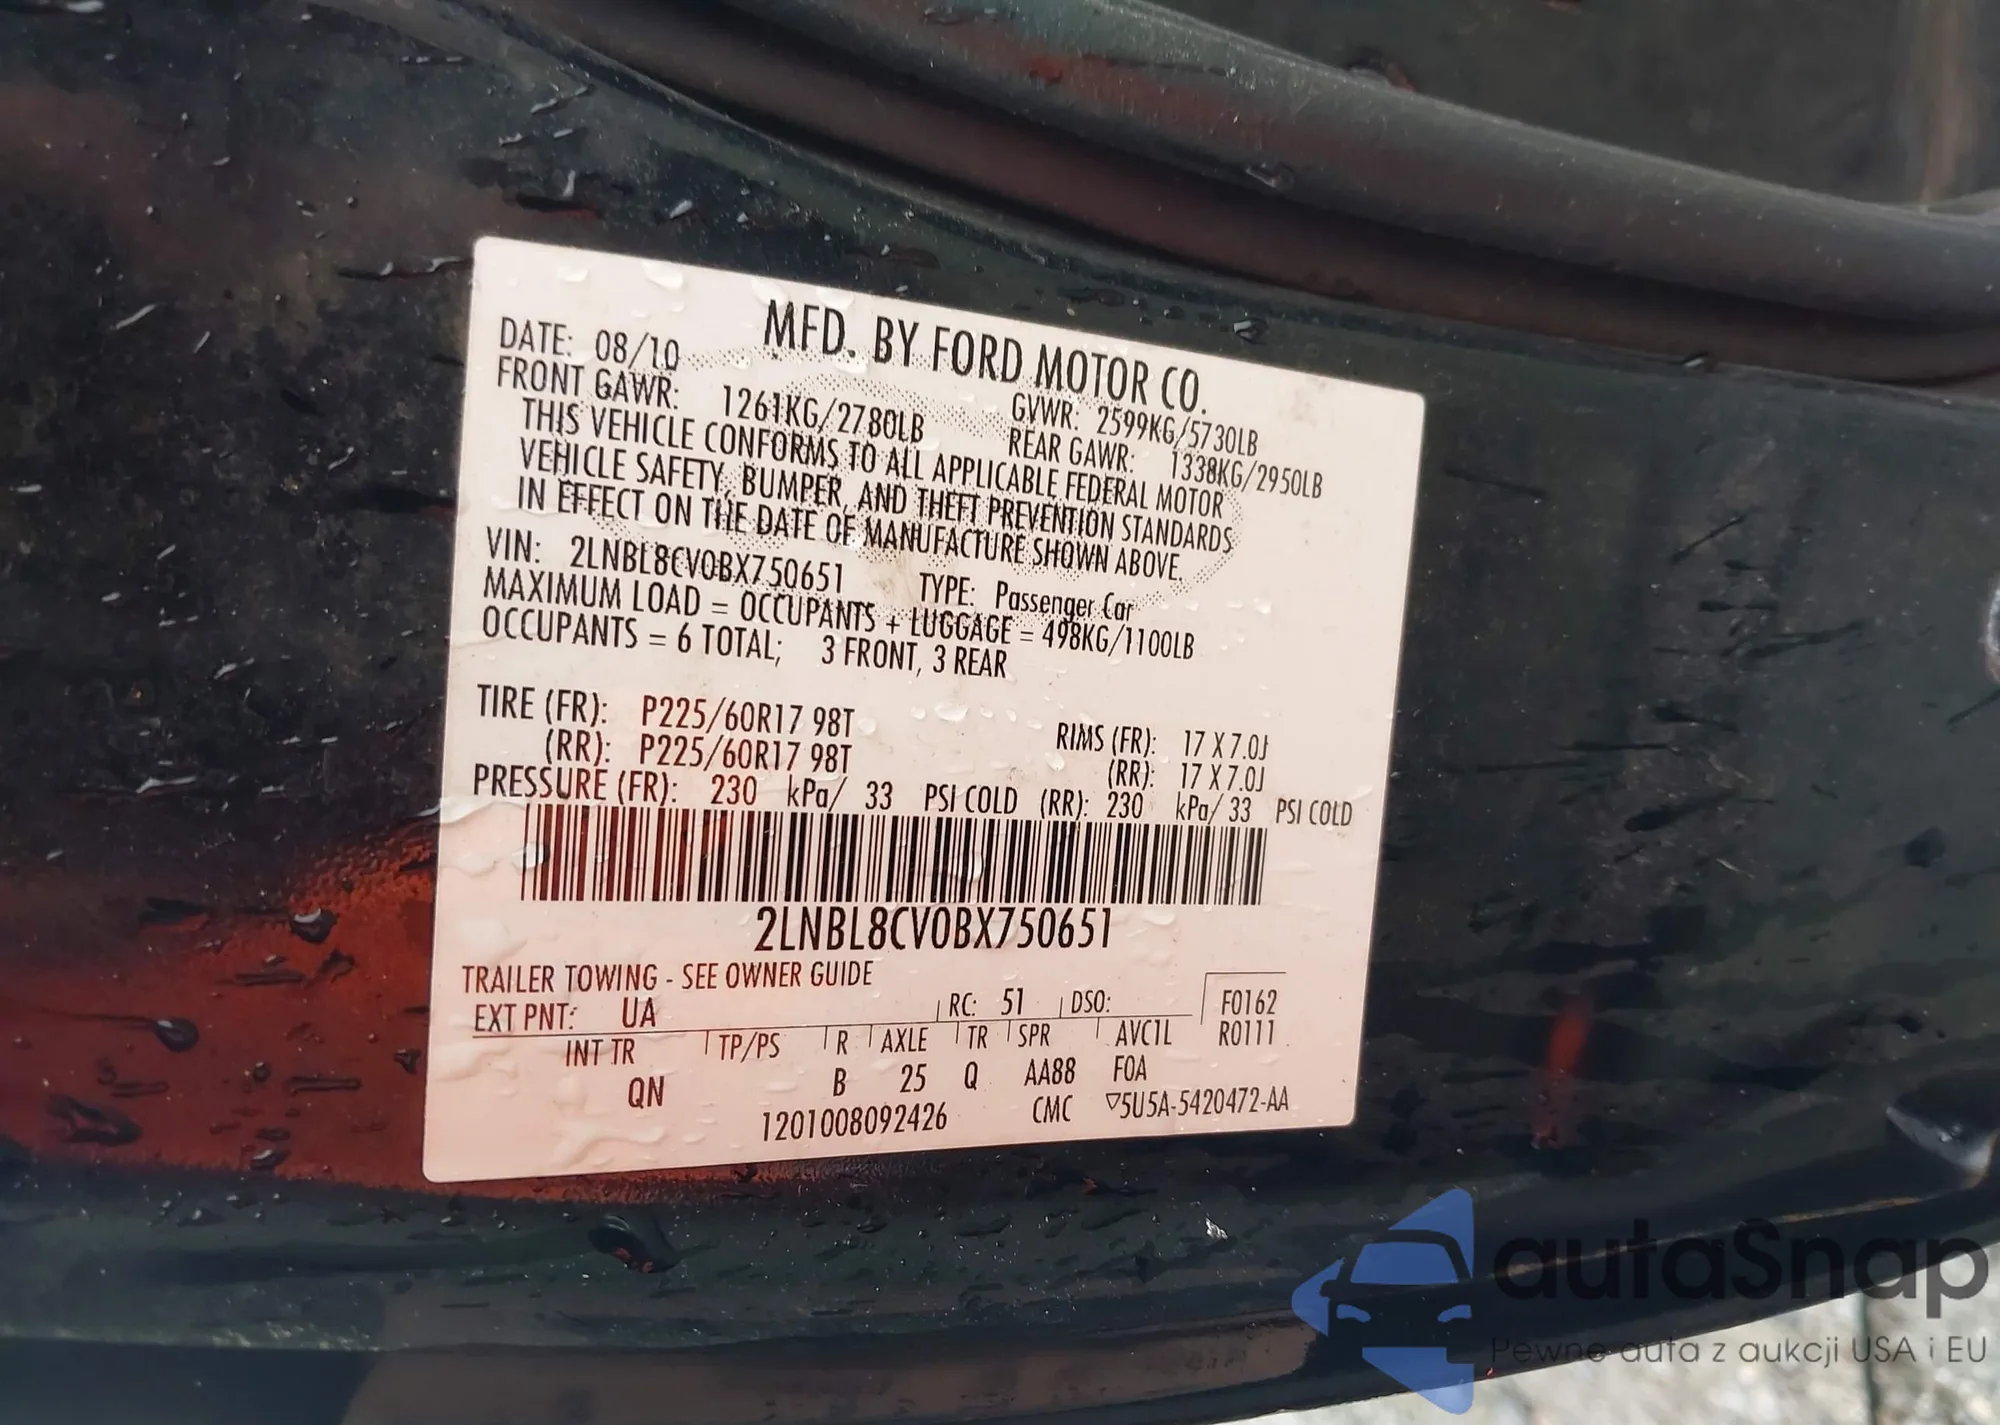 MFD. BY FORD MOTOR CO.
DATE: 08/10 GVWR: 2599KG/5730LB
FRONT GAWR: 1261KG/2780LB REAR GAWR: 1338KG/2950LB
THIS VEHICLE CONFORMS TO ALL APPLICABLE FEDERAL MOTOR
VEHICLE SAFETY, BUMPER, AND THEFT PREVENTION STANDARDS
IN EFFECT ON THE DATE OF MANUFACTURE SHOWN ABOVE.
VIN: 2LNBL8CV0BX750651 TYPE: Passenger Car
MAXIMUM LOAD = OCCUPANTS + LUGGAGE = 498KG/1100LB
OCCUPANTS = 6 TOTAL; 3 FRONT, 3 REAR
TIRE (FR): P225/60R17 98T RIMS (FR): 17 X 7.0J
(RR): P225/60R17 98T (RR): 17 X 7.0J
PRESSURE (FR): 230 kPa/ 33 PSI COLD (RR): 230 kPa/ 33 PSI COLD
2LNBL8CV0BX750651
TRAILER TOWING - SEE OWNER GUIDE
EXT PNT: UA RC: 51 DSO: F0162
INT TR TP/PS R AXLE TR SPR AVC1L R0111
QN B 25 Q AA88 F0A
1201008092426 CMC ▽5U5A-5420472-AA
autaSnap
Pewne auta z aukcji USA i EU